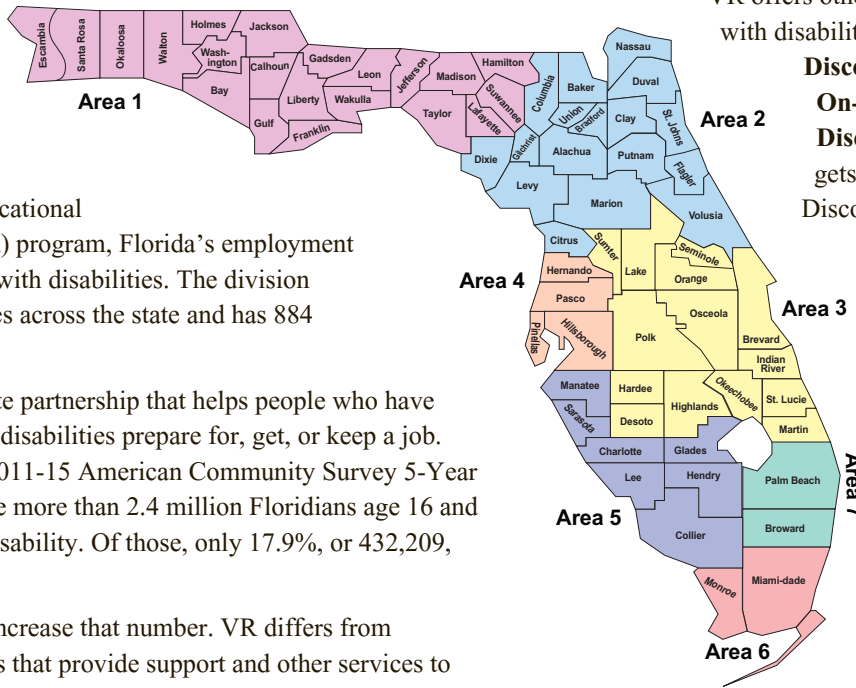 VR offers
with disabilit
Disco
On-
Disc
gets
Disco
Escambia
Santa Rosa
Okaloosa
Walton
Holmes
Jackson
Wash-
ington
Bay
Calhoun
Gulf
Liberty
Gadsden
Franklin
Leon
Wakulla
Jefferson
Madison
Taylor
Hamilton
Suwannee
Lafayette
Area 1
Nassau
Duval
Baker
Columbia
Union
Bradford
Clay
St. Johns
Gilchrist
Alachua
Putnam
Flagler
Dixie
Levy
Marion
Volusia
Citrus
Area 2
Sumter
Lake
Seminole
Orange
Osceola
Brevard
Polk
Indian
River
Hardee
Highlands
Okeechobee
St. Lucie
Desoto
Martin
Area 3
Hernando
Pasco
Pinellas
Hillsborough
Area 4
Manatee
Sarasota
Charlotte
Glades
Lee
Hendry
Collier
Area 5
Monroe
Miami-dade
Area 6
Palm Beach
Broward
Area 7
cational
) program, Florida’s employment
with disabilities. The division
es across the state and has 884
te partnership that helps people who have
disabilities prepare for, get, or keep a job.
011-15 American Community Survey 5-Year
e more than 2.4 million Floridians age 16 and
sability. Of those, only 17.9%, or 432,209,
ncrease that number. VR differs from
s that provide support and other services to